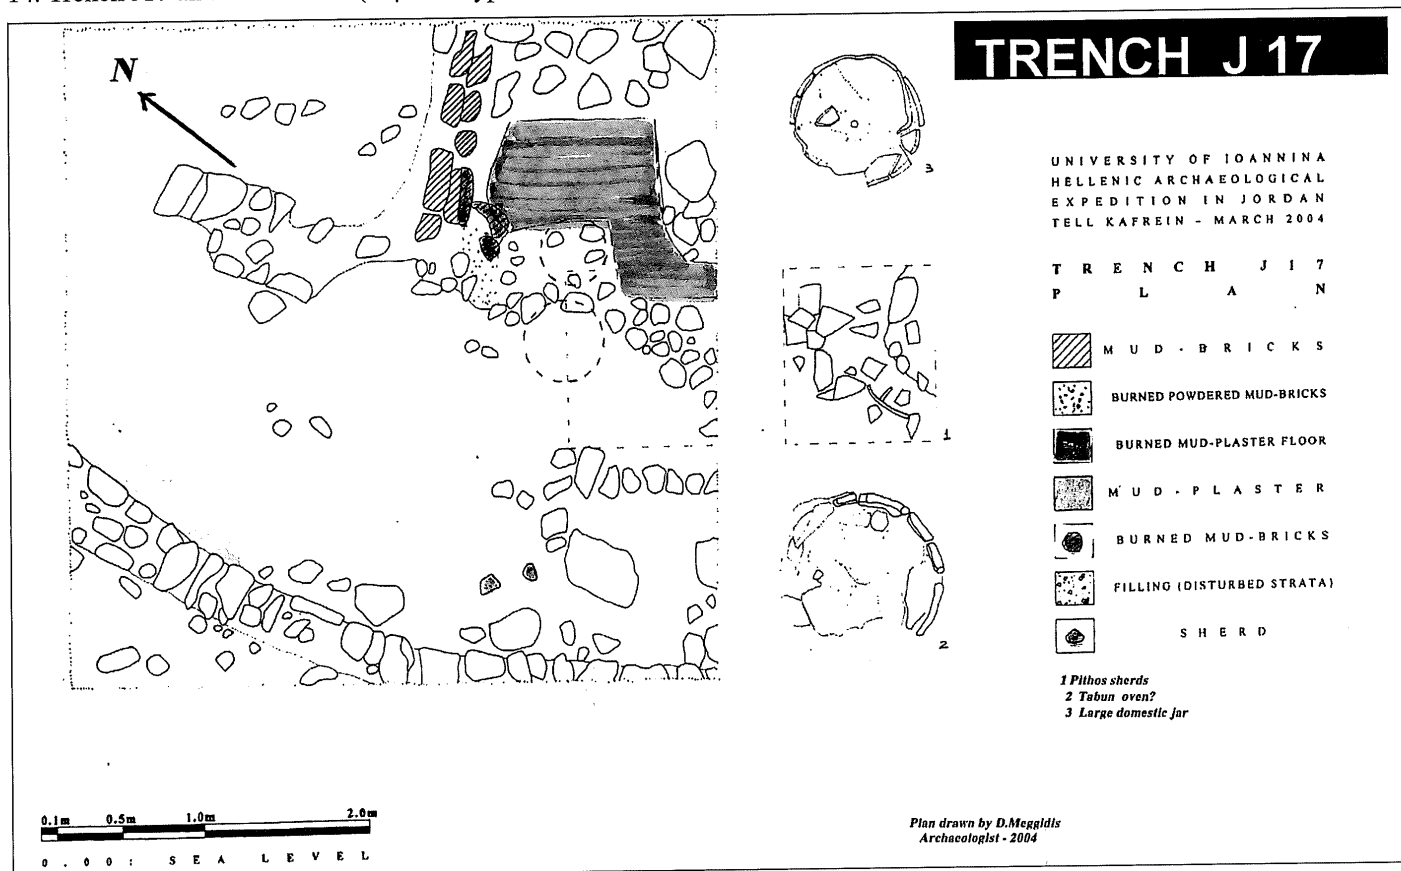 N
TRENCH J 17
3
UNIVERSITY OF IOANNINA
HELLENIC ARCHAEOLOGICAL
EXPEDITION IN JORDAN
TELL KAFREIN - MARCH 2004
TRENCH J17
PLAN
MUD-BRICKS
BURNED POWDERED MUD-BRICKS
1
BURNED MUD-PLASTER FLOOR
MUD-PLASTER
BURNED MUD-BRICKS
FILLING (DISTURBED STRATA)
SHERD
2
1 Pithos sherds
2 Tabun oven?
3 Large domestic jar
0.1m 0.5m 1.0m 2.0m
0.00: SEA LEVEL
Plan drawn by D.Meggidis
Archaeologist - 2004